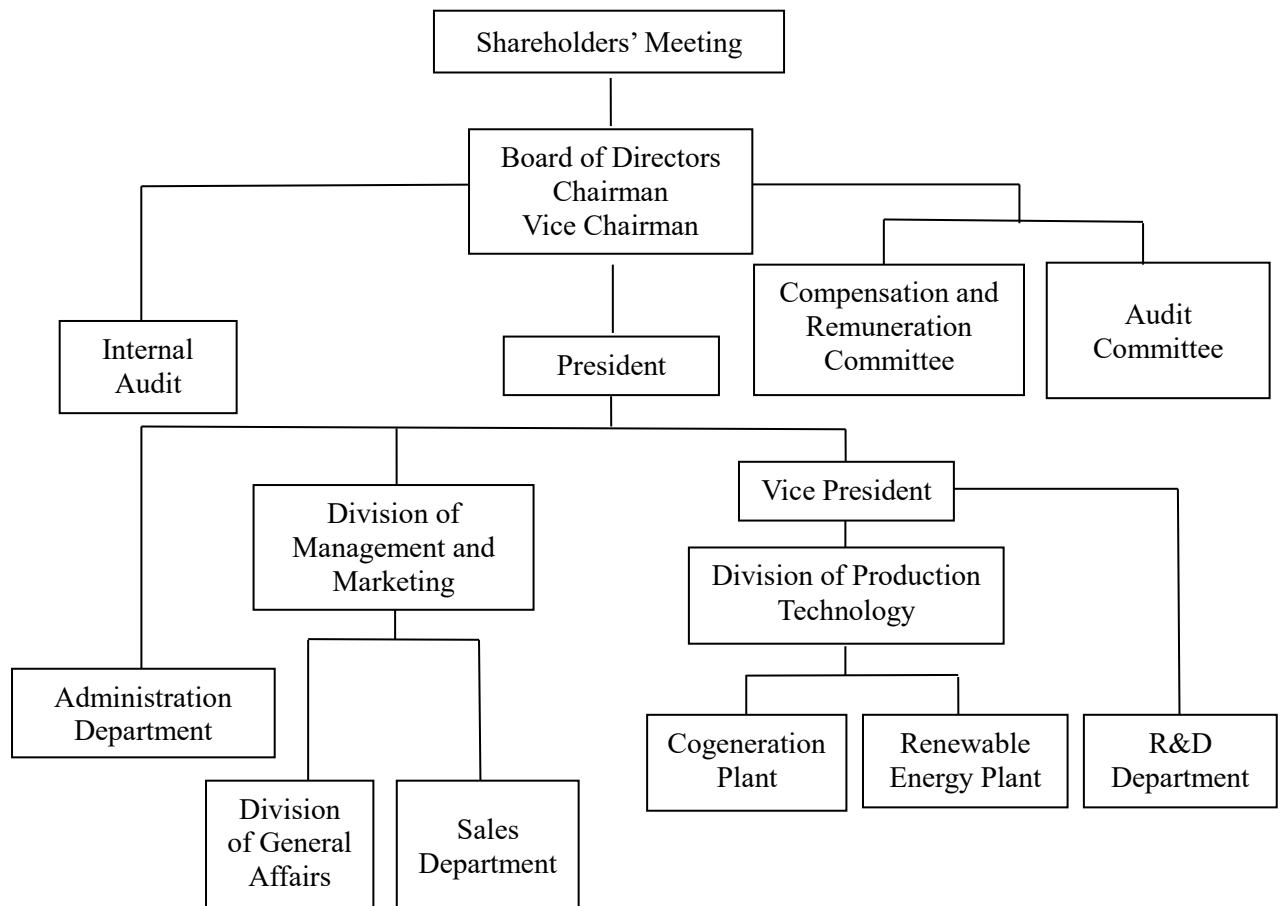 Shareholders’ Meeting
Board of Directors
Chairman
Vice Chairman
Internal
Audit
President
Compensation and
Remuneration
Committee
Audit
Committee
Vice President
Division of
Management and
Marketing
Division of Production
Technology
Administration
Department
Division
of General
Affairs
Sales
Department
Cogeneration
Plant
Renewable
Energy Plant
R&D
Department